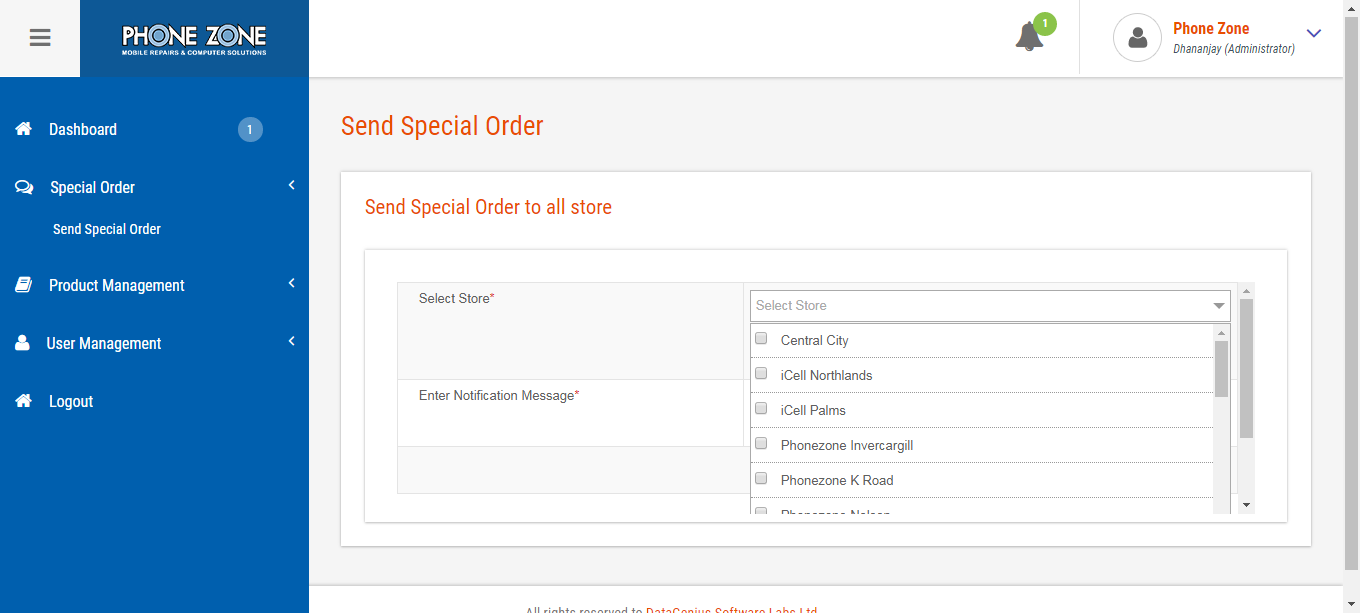 PHONE ZONE
MOBILE REPAIRS & COMPUTER SOLUTIONS
1
Phone Zone
Dhananjay (Administrator)
Dashboard
1
Special Order
Send Special Order
Product Management
User Management
Logout
Send Special Order
Send Special Order to all store
Select Store*
Select Store
Central City
iCell Northlands
iCell Palms
Phonezone Invercargill
Phonezone K Road
Phonezone Nelson
Enter Notification Message*
All rights reserved to DataGenius Software Labs Ltd